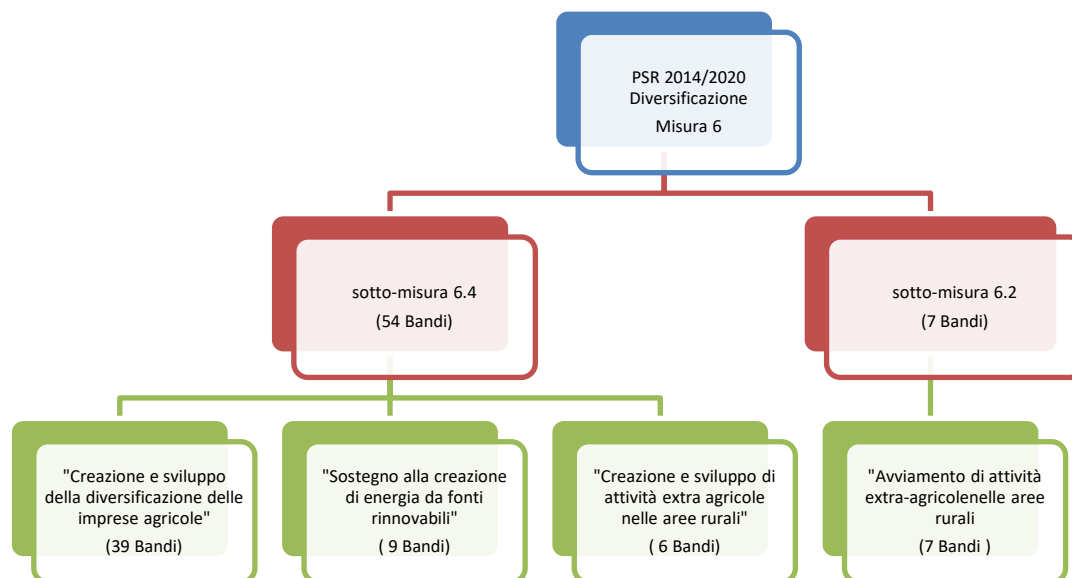 PSR 2014/2020
Diversificazione
Misura 6
sotto-misura 6.4
(54 Bandi)
sotto-misura 6.2
(7 Bandi)
"Creazione e sviluppo
della diversificazione delle
imprese agricole"
(39 Bandi)
"Sostegno alla creazione
di energia da fonti
rinnovabili"
( 9 Bandi)
"Creazione e sviluppo di
attività extra agricole
nelle aree rurali"
( 6 Bandi)
"Avviamento di attività
extra-agricolenelle aree
rurali
(7 Bandi )